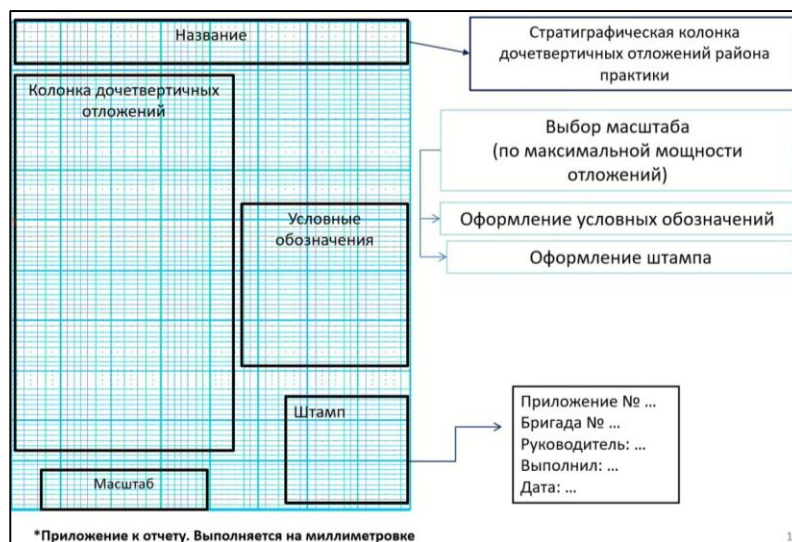 Название
Стратиграфическая колонка
дочетвертичных отложений района
практики
Колонка дочетвертичных
отложений
Выбор масштаба
(по максимальной мощности
отложений)
Условные
обозначения
Оформление условных обозначений
Оформление штампа
Штамп
Приложение № ...
Бригада № ...
Руководитель: ...
Выполнил: ...
Дата: ...
Масштаб
*Приложение к отчету. Выполняется на миллиметровке
1